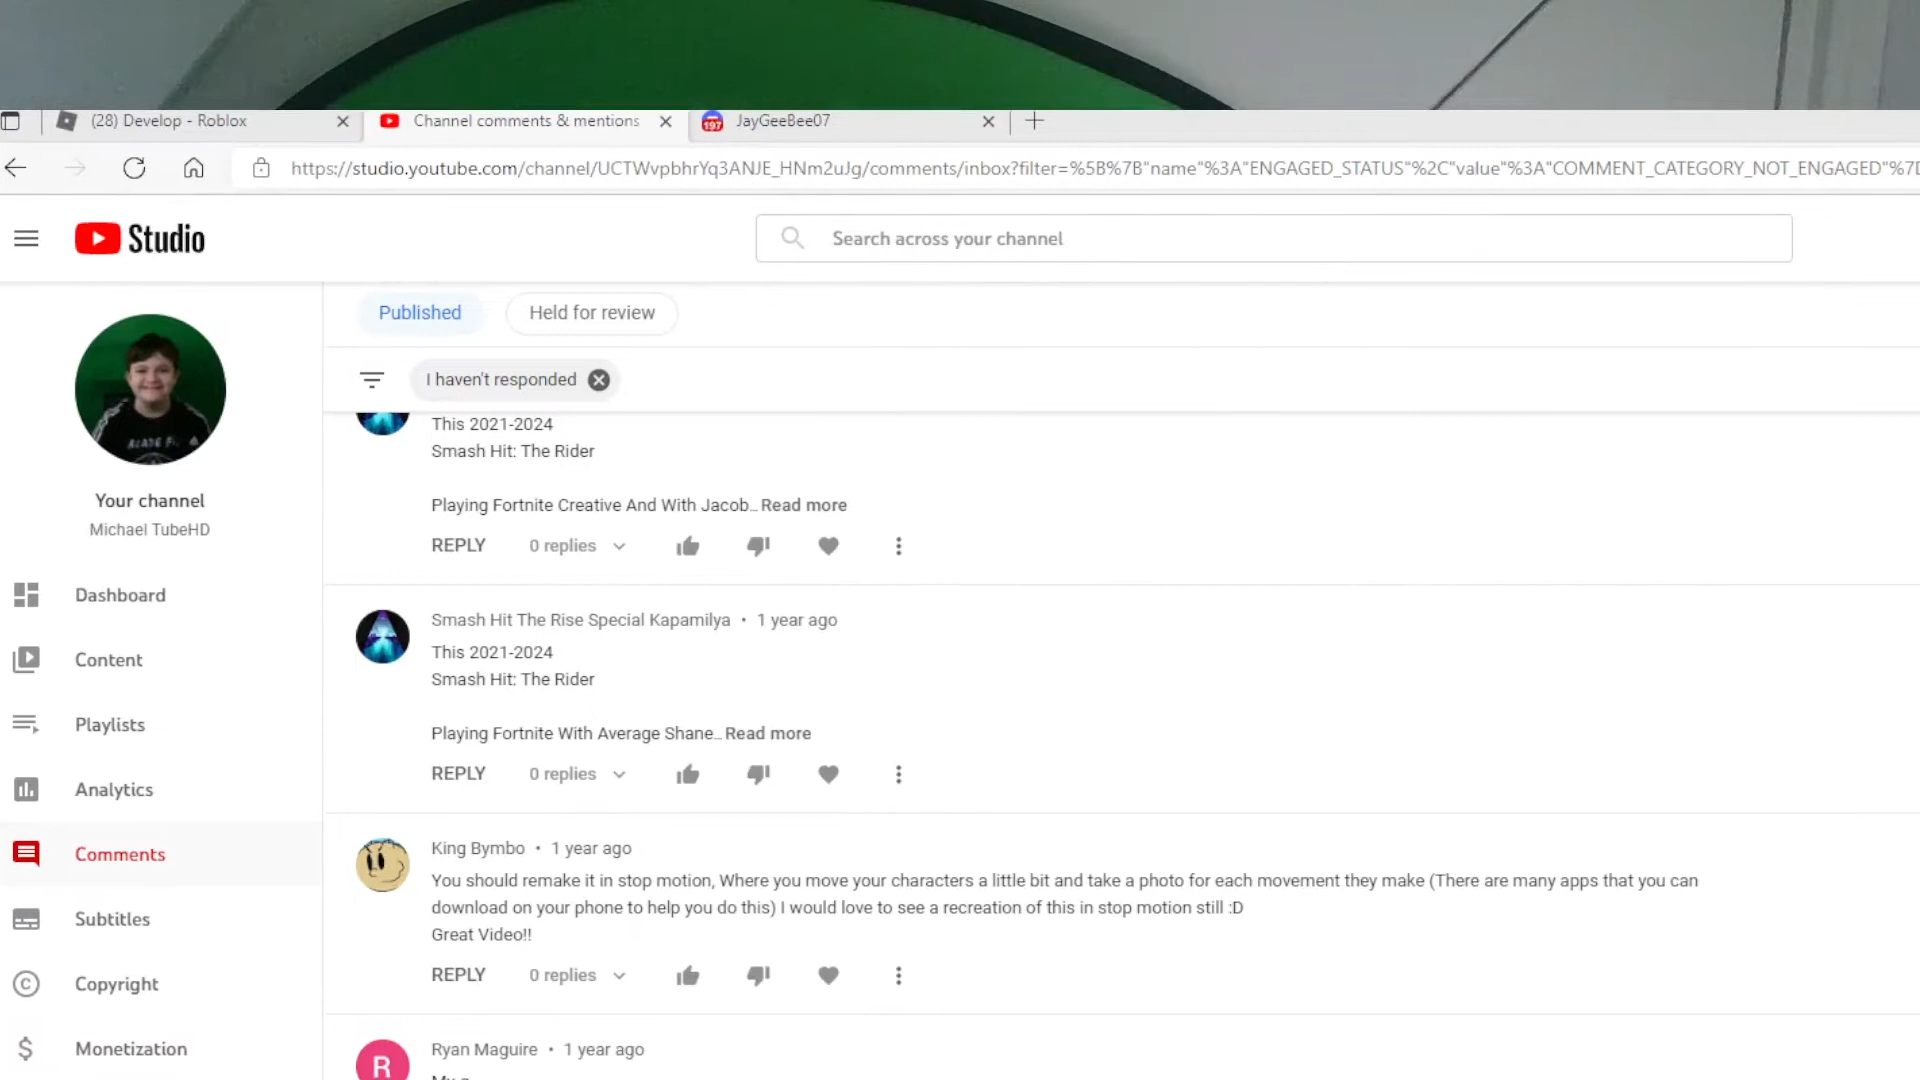 (28) Develop - Roblox
Channel comments & mentions
197
JayGeeBee07
https://studio.youtube.com/channel/UCTWvpbhrYq3ANJE_HNm2uJg/comments/inbox?filter=%5B%7B"name"%3A"ENGAGED_STATUS"%2C"value"%3A"COMMENT_CATEGORY_NOT_ENGAGED"%7D
Studio
Search across your channel
Your channel
Michael TubeHD
Dashboard
Content
Playlists
Analytics
Comments
Subtitles
Copyright
Monetization
Published
Held for review
I haven't responded
This 2021-2024
Smash Hit: The Rider
Playing Fortnite Creative And With Jacob... Read more
REPLY 0 replies
Smash Hit The Rise Special Kapamilya • 1 year ago
This 2021-2024
Smash Hit: The Rider
Playing Fortnite With Average Shane... Read more
REPLY 0 replies
King Bymbo • 1 year ago
You should remake it in stop motion, Where you move your characters a little bit and take a photo for each movement they make (There are many apps that you can
download on your phone to help you do this) I would love to see a recreation of this in stop motion still :D
Great Video!!
REPLY 0 replies
R
Ryan Maguire • 1 year ago